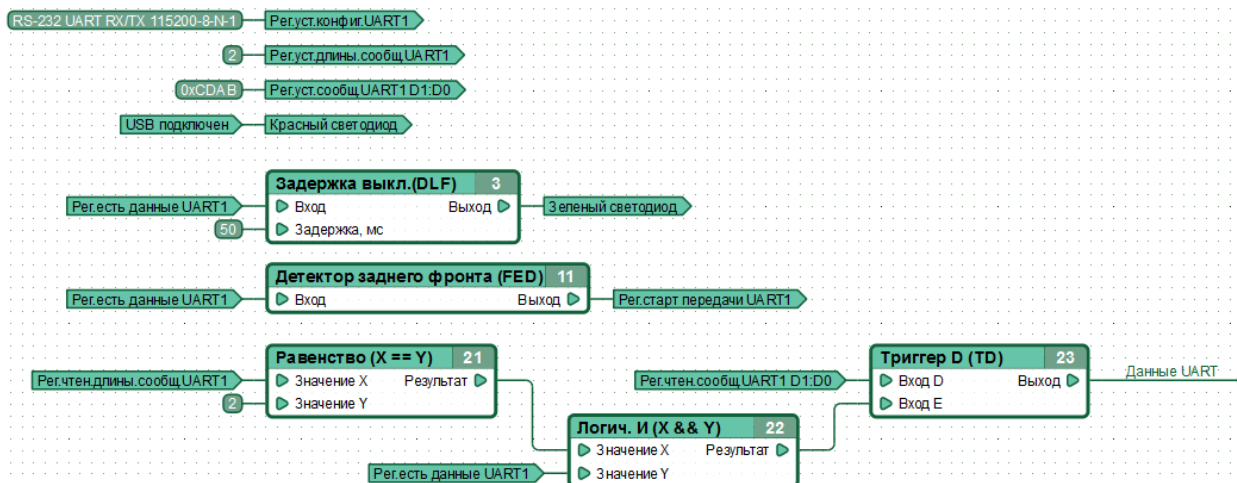 RS-232 UART RX/TX 115200-8-N-1 Рег.уст.конфиг.UART1
2 Рег.уст.длины.сообщ.UART1
0xCDAB Рег.уст.сообщ.UART1 D1:D0
USB подключен Красный светодиод
Задержка выкл.(DLF) 3
Рег.есть данные UART1 Вход Выход Зеленый светодиод
50 Задержка, мс
Детектор заднего фронта (FED) 11
Рег.есть данные UART1 Вход Выход Рег.старт передачи UART1
Равенство (X == Y) 21
Рег.чтен.длины.сообщ.UART1 Значение X Результат
2 Значение Y
Триггер D (TD) 23
Рег.чтен.сообщ.UART1 D1:D0 Вход D Выход Данные UART
Вход E
Логич. И (X && Y) 22
Значение X Результат
Рег.есть данные UART1 Значение Y